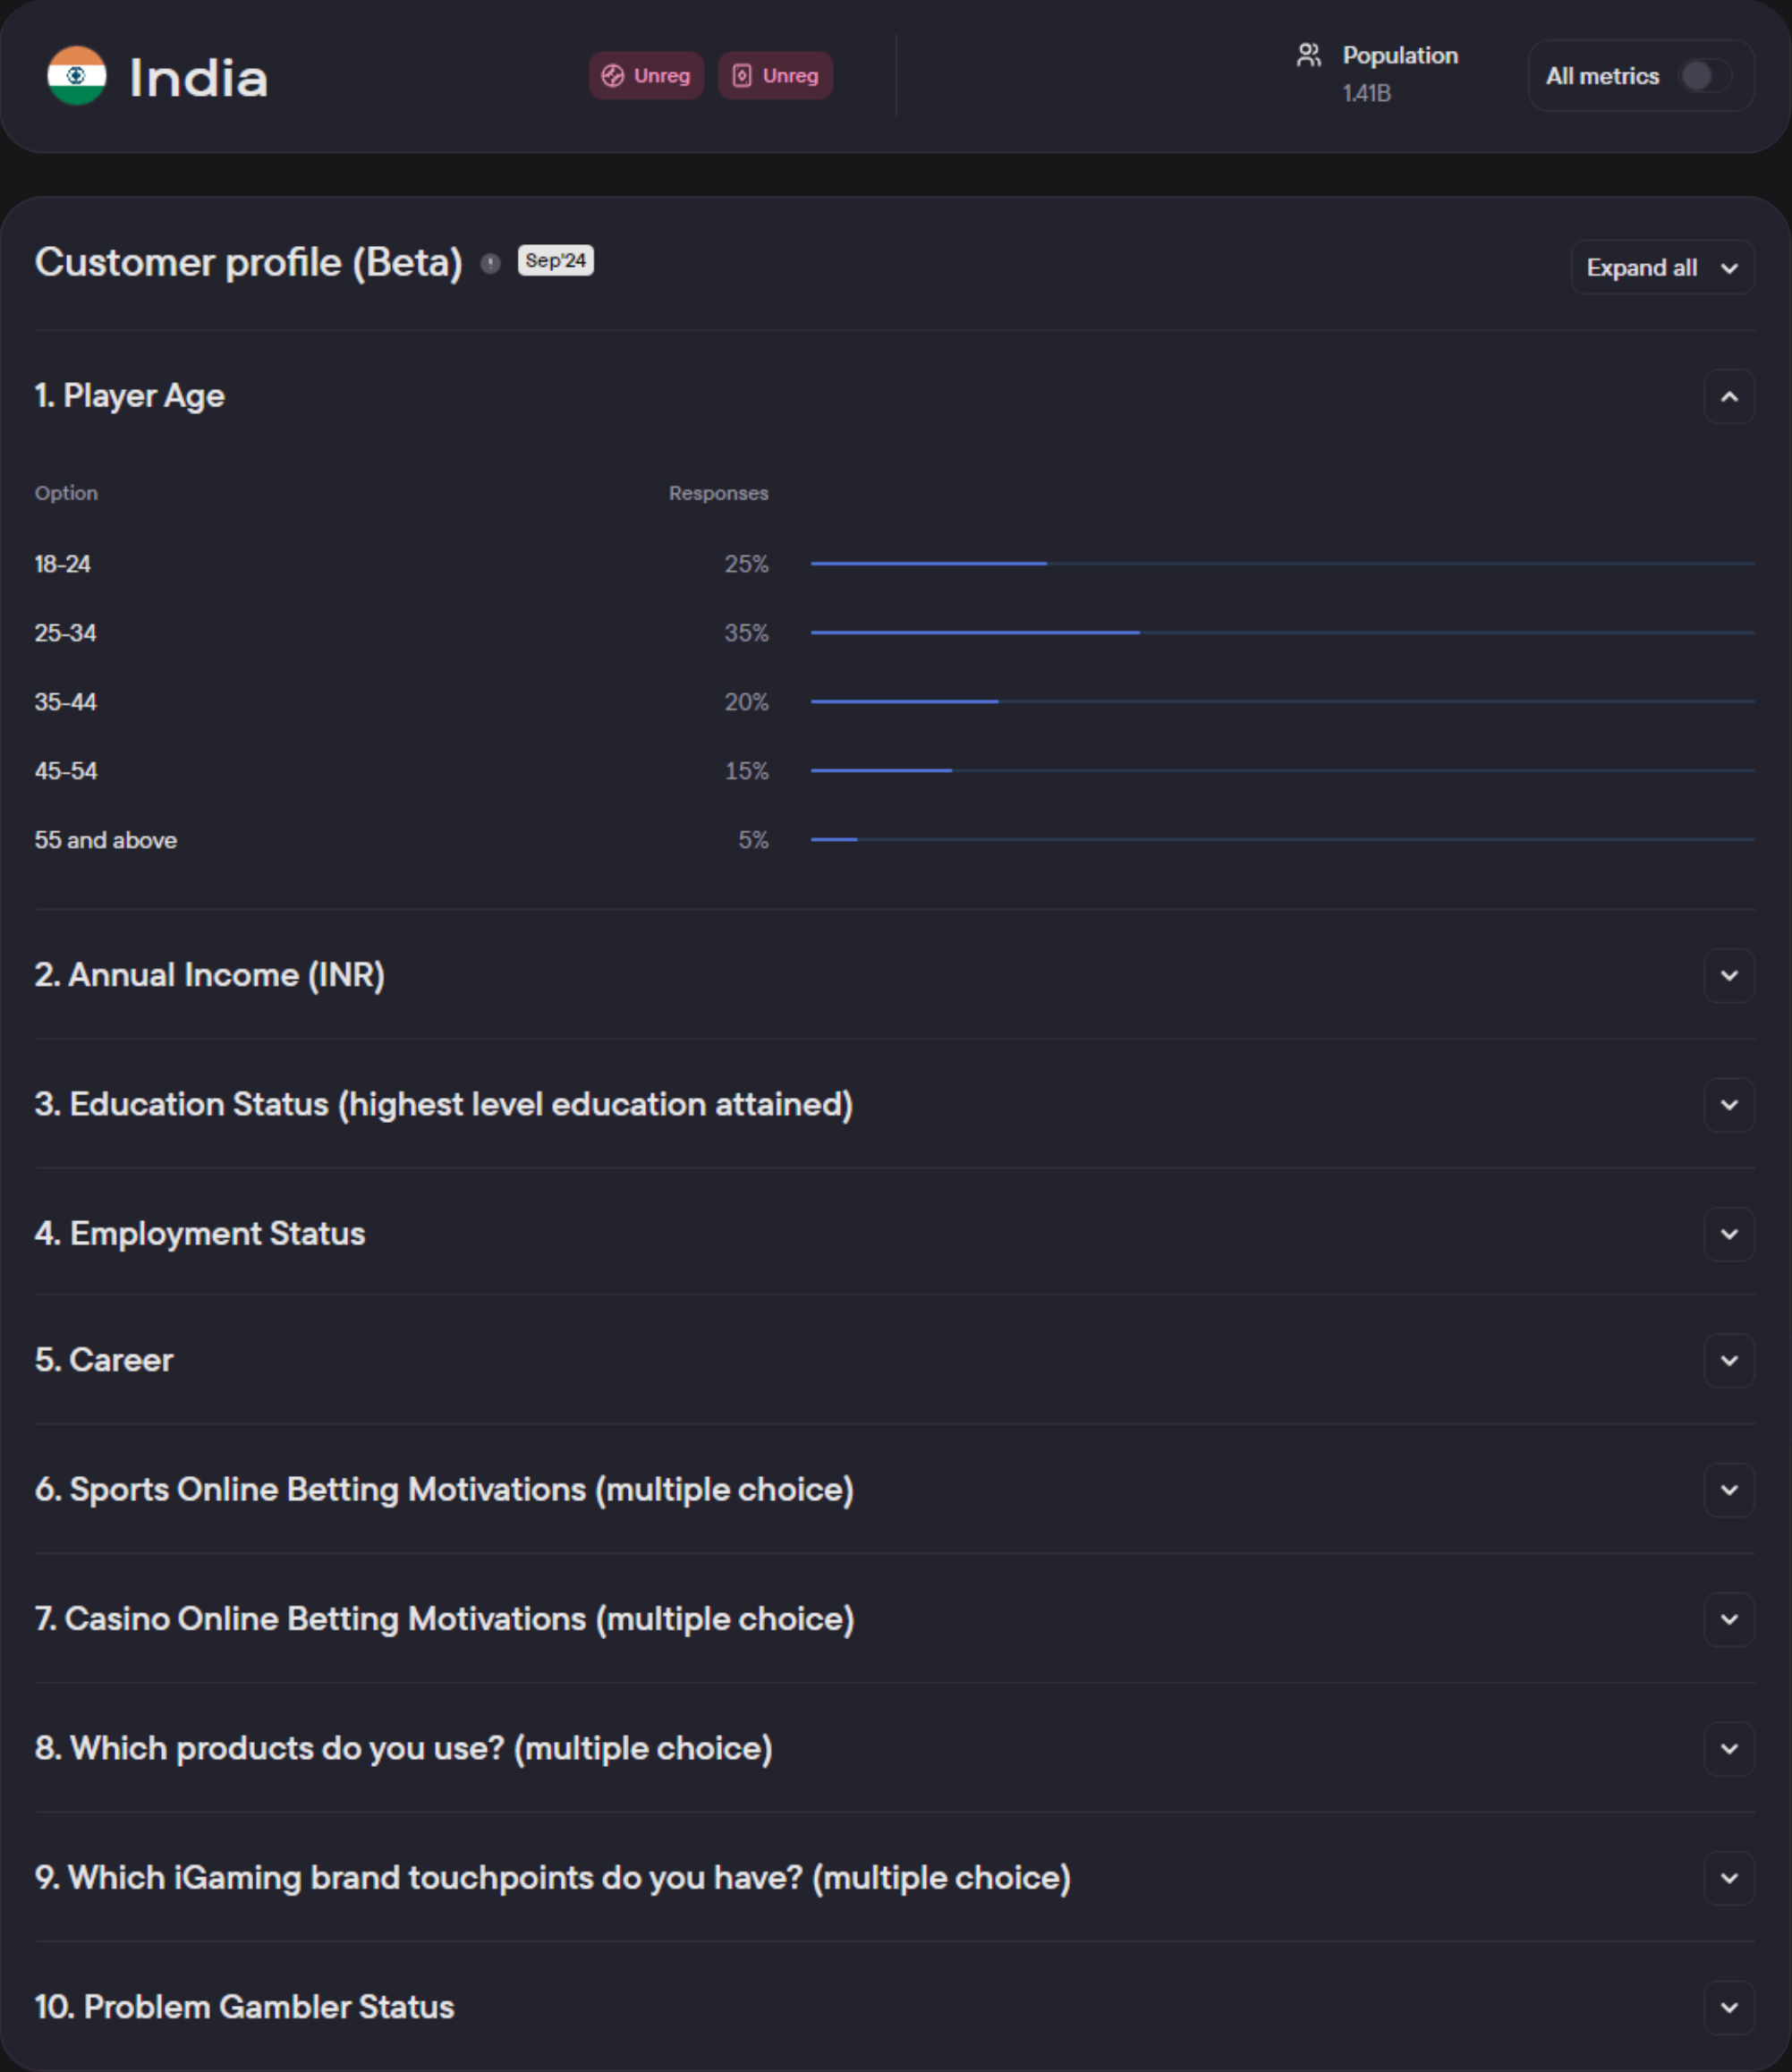 India
Unreg
Unreg
Population
1.41B
All metrics
Customer profile (Beta)
Sep'24
Expand all
1. Player Age
Option
Responses
18-24
25%
25-34
35%
35-44
20%
45-54
15%
55 and above
5%
2. Annual Income (INR)
3. Education Status (highest level education attained)
4. Employment Status
5. Career
6. Sports Online Betting Motivations (multiple choice)
7. Casino Online Betting Motivations (multiple choice)
8. Which products do you use? (multiple choice)
9. Which iGaming brand touchpoints do you have? (multiple choice)
10. Problem Gambler Status